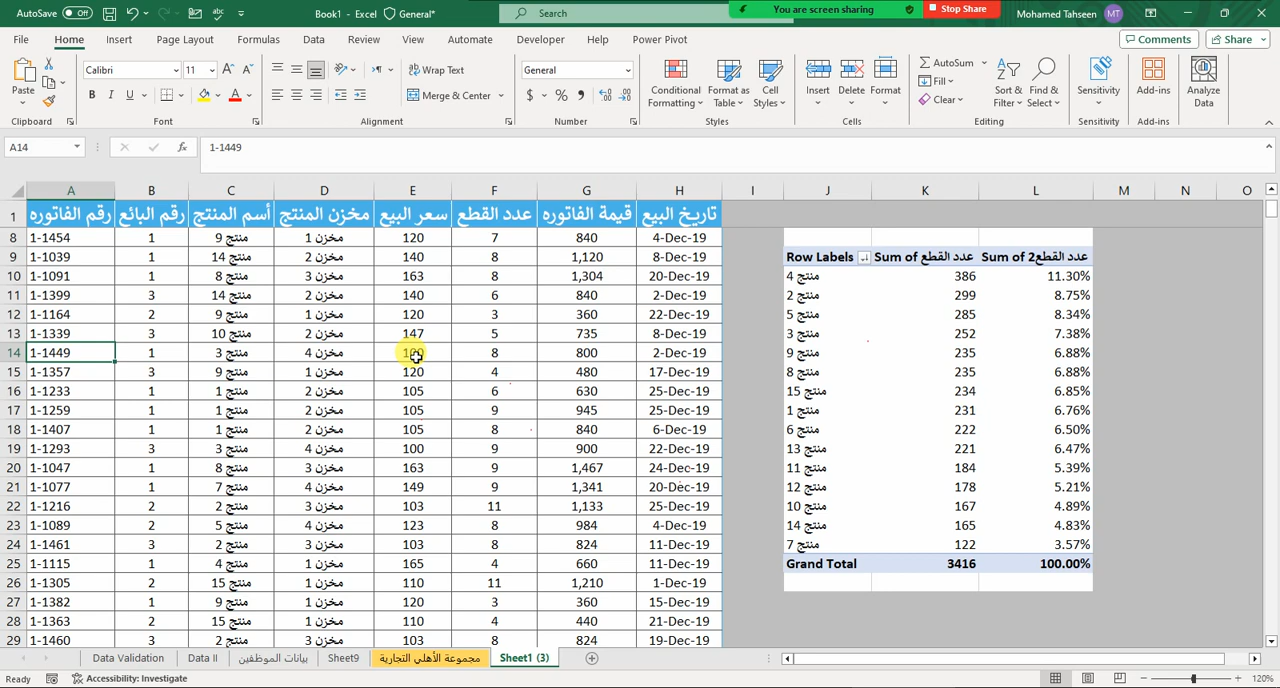 AutoSave Off Book1 - Excel General* Search You are screen sharing Stop Share Mohamed Tahseen MT
File Home Insert Page Layout Formulas Data Review View Automate Developer Help Power Pivot Comments Share
Paste Calibri 11 Wrap Text General Conditional Formatting Format as Table Cell Styles Insert Delete Format AutoSum Sort & Filter Find & Select Sensitivity Add-ins Analyze Data
B I U Merge & Center $ % Fill Clear
Clipboard Font Alignment Number Styles Cells Editing Sensitivity Add-ins
A14 fx 1-1449
A B C D E F G H I J K L M N O
1 رقم الفاتوره رقم البائع أسم المنتج مخزن المنتج سعر البيع عدد القطع قيمة الفاتوره تاريخ البيع
8 1-1454 1 منتج 9 مخزن 1 120 7 840 4-Dec-19
9 1-1039 1 منتج 14 مخزن 2 140 8 1,120 8-Dec-19 Row Labels Sum of عدد القطع Sum of عدد القطع2
10 1-1091 1 منتج 8 مخزن 3 163 8 1,304 20-Dec-19 منتج 4 386 11.30%
11 1-1399 3 منتج 14 مخزن 2 140 6 840 2-Dec-19 منتج 2 299 8.75%
12 1-1164 2 منتج 9 مخزن 1 120 3 360 22-Dec-19 منتج 5 285 8.34%
13 1-1339 3 منتج 10 مخزن 2 147 5 735 8-Dec-19 منتج 3 252 7.38%
14 1-1449 1 منتج 3 مخزن 4 100 8 800 2-Dec-19 منتج 9 235 6.88%
15 1-1357 3 منتج 9 مخزن 1 120 4 480 17-Dec-19 منتج 8 235 6.88%
16 1-1233 1 منتج 1 مخزن 2 105 6 630 25-Dec-19 منتج 15 234 6.85%
17 1-1259 1 منتج 1 مخزن 2 105 9 945 25-Dec-19 منتج 1 231 6.76%
18 1-1407 1 منتج 1 مخزن 2 105 8 840 6-Dec-19 منتج 6 222 6.50%
19 1-1293 3 منتج 3 مخزن 4 100 9 900 22-Dec-19 منتج 13 221 6.47%
20 1-1047 1 منتج 8 مخزن 3 163 9 1,467 24-Dec-19 منتج 11 184 5.39%
21 1-1077 1 منتج 7 مخزن 4 149 9 1,341 20-Dec-19 منتج 12 178 5.21%
22 1-1216 2 منتج 2 مخزن 3 103 11 1,133 25-Dec-19 منتج 10 167 4.89%
23 1-1089 2 منتج 5 مخزن 4 123 8 984 4-Dec-19 منتج 14 165 4.83%
24 1-1461 3 منتج 2 مخزن 3 103 8 824 11-Dec-19 منتج 7 122 3.57%
25 1-1115 1 منتج 4 مخزن 1 165 4 660 11-Dec-19 Grand Total 3416 100.00%
26 1-1305 2 منتج 15 مخزن 1 110 11 1,210 1-Dec-19
27 1-1382 1 منتج 9 مخزن 1 120 3 360 15-Dec-19
28 1-1363 2 منتج 15 مخزن 1 110 4 440 21-Dec-19
29 1-1460 3 منتج 2 مخزن 3 103 8 824 19-Dec-19
Data Validation Data II بيانات الموظفين Sheet9 مجموعة الأهلي التجارية Sheet1 (3)
Ready Accessibility: Investigate 120%